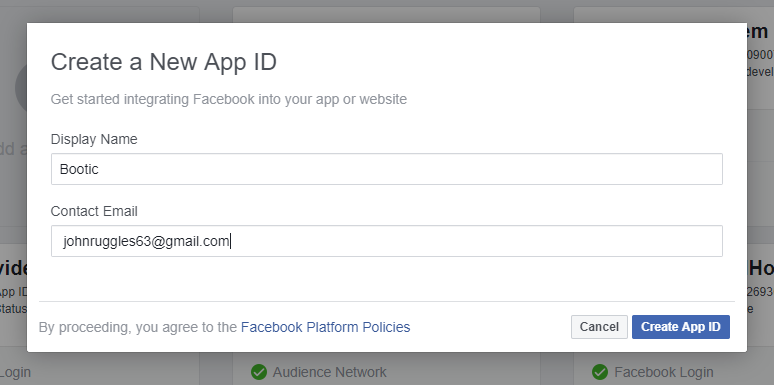 em
0900
devel
Create a New App ID
Get started integrating Facebook into your app or website
dd a
Display Name
Bootic
Contact Email
johnruggles63@gmail.com
vide
Ho
App ID
2693
Status
e
By proceeding, you agree to the Facebook Platform Policies
Cancel
Create App ID
Login
Audience Network
Facebook Login